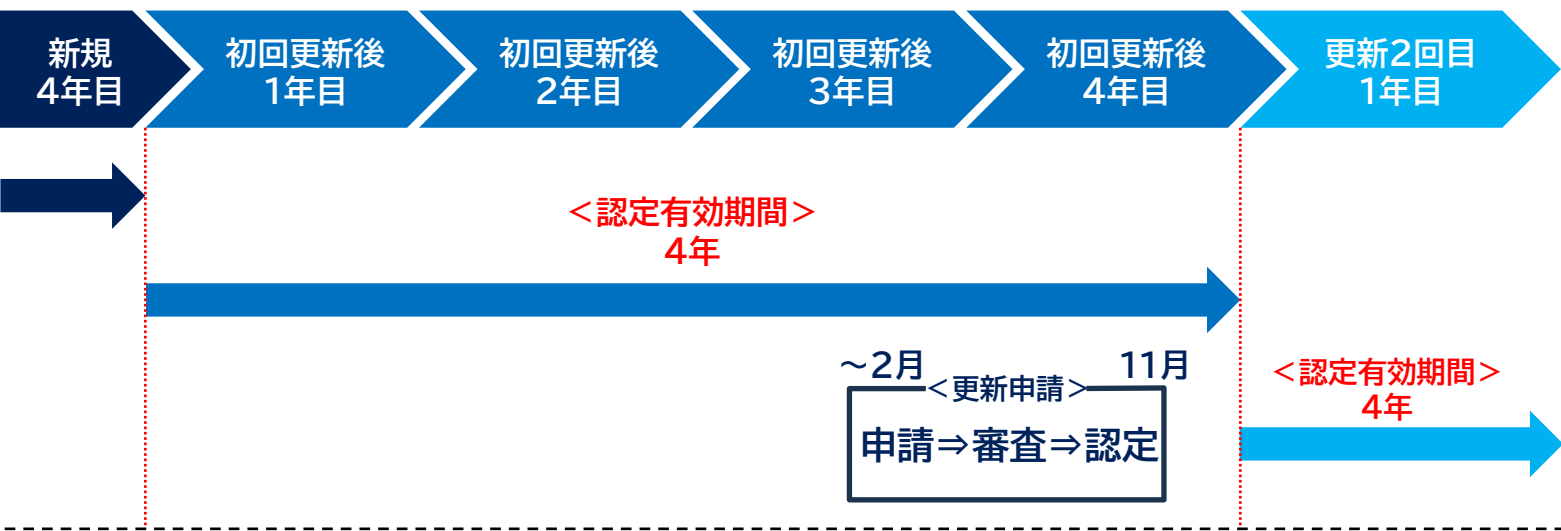 新規
4年目
初回更新後
1年目
初回更新後
2年目
初回更新後
3年目
初回更新後
4年目
更新2回目
1年目
＜認定有効期間＞
4年
～2月
11月
＜更新申請＞
申請⇒審査⇒認定
＜認定有効期間＞
4年